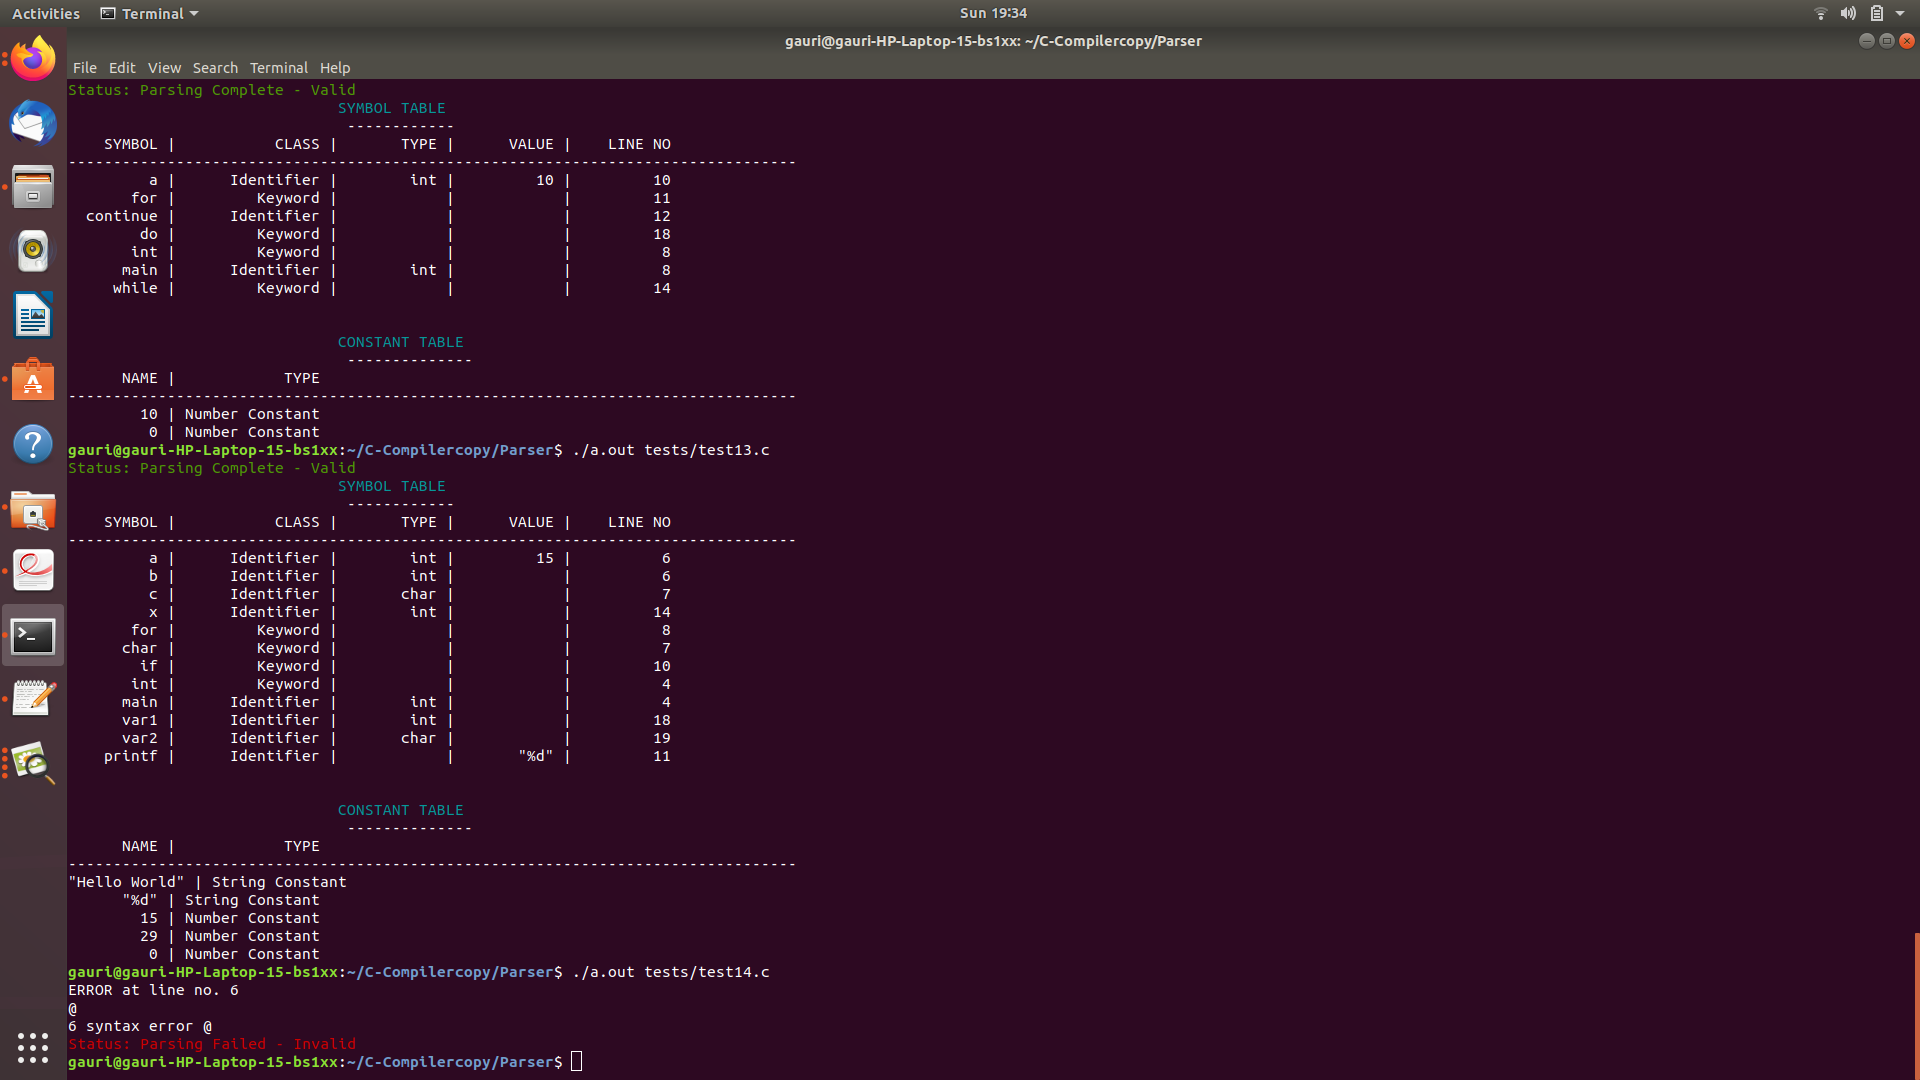 Activities Terminal Sun 19:34
gauri@gauri-HP-Laptop-15-bs1xx: ~/C-Compilercopy/Parser
File Edit View Search Terminal Help
Status: Parsing Complete - Valid
SYMBOL TABLE
------------
SYMBOL | CLASS | TYPE | VALUE | LINE NO
---------------------------------------------------------------------------------
a | Identifier | int | 10 | 10
for | Keyword | | | 11
continue | Identifier | | | 12
do | Keyword | | | 18
int | Keyword | | | 8
main | Identifier | int | | 8
while | Keyword | | | 14
CONSTANT TABLE
--------------
NAME | TYPE
---------------------------------------------------------------------------------
10 | Number Constant
0 | Number Constant
gauri@gauri-HP-Laptop-15-bs1xx:~/C-Compilercopy/Parser$ ./a.out tests/test13.c
Status: Parsing Complete - Valid
SYMBOL TABLE
------------
SYMBOL | CLASS | TYPE | VALUE | LINE NO
---------------------------------------------------------------------------------
a | Identifier | int | 15 | 6
b | Identifier | int | | 6
c | Identifier | char | | 7
x | Identifier | int | | 14
for | Keyword | | | 8
char | Keyword | | | 7
if | Keyword | | | 10
int | Keyword | | | 4
main | Identifier | int | | 4
var1 | Identifier | int | | 18
var2 | Identifier | char | | 19
printf | Identifier | | "%d" | 11
CONSTANT TABLE
--------------
NAME | TYPE
---------------------------------------------------------------------------------
"Hello World" | String Constant
"%d" | String Constant
15 | Number Constant
29 | Number Constant
0 | Number Constant
gauri@gauri-HP-Laptop-15-bs1xx:~/C-Compilercopy/Parser$ ./a.out tests/test14.c
ERROR at line no. 6
@
6 syntax error @
Status: Parsing Failed - Invalid
gauri@gauri-HP-Laptop-15-bs1xx:~/C-Compilercopy/Parser$